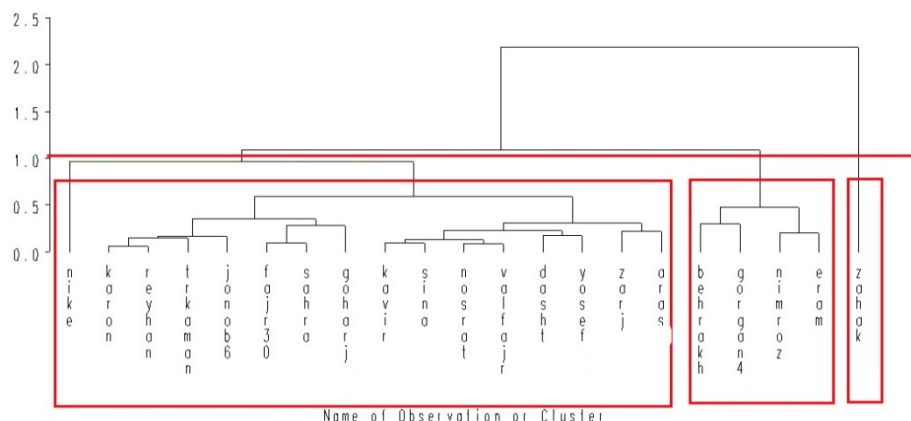 2.5
2.0
1.5
1.0
0.5
0.0
nike
karon
reyhan
trkaman
jonob6
fajr30
sahra
goharj
kavir
sina
nosrat
valfajr
dasht
yosef
zarj
aras
behrakh
gorgan4
nimroz
eram
zahak
Name of Observation or Cluster